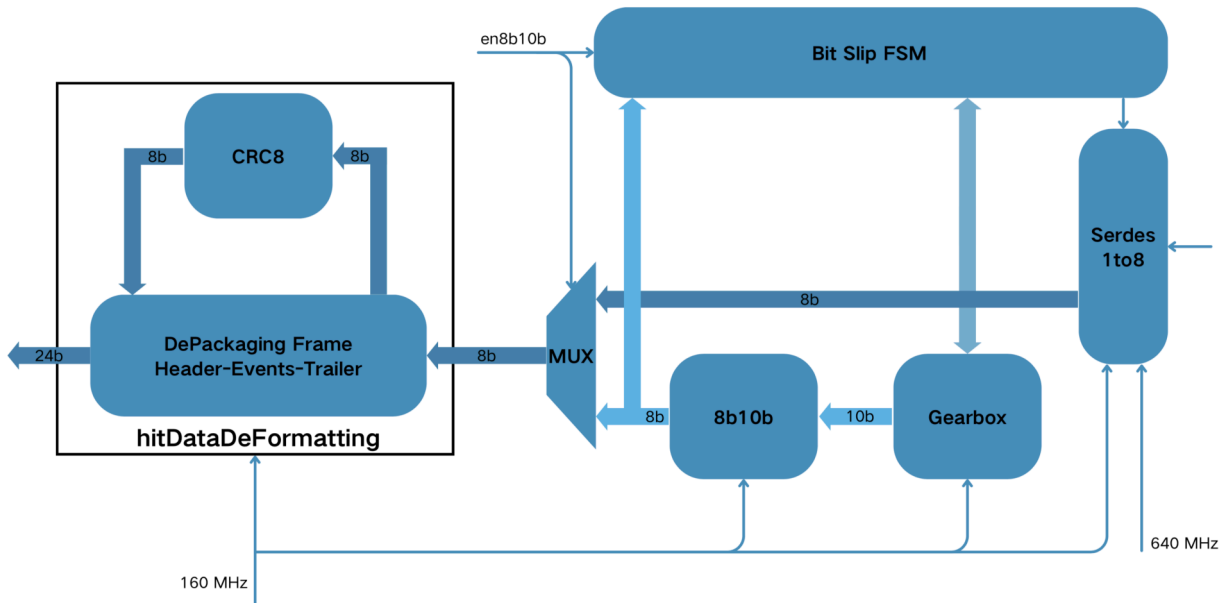 en8b10b
Bit Slip FSM
8b
CRC8
8b
Serdes
1to8
8b
DePackaging Frame
Header-Events-Trailer
24b
8b
MUX
8b
8b10b
10b
Gearbox
hitDataDeFormatting
640 MHz
160 MHz